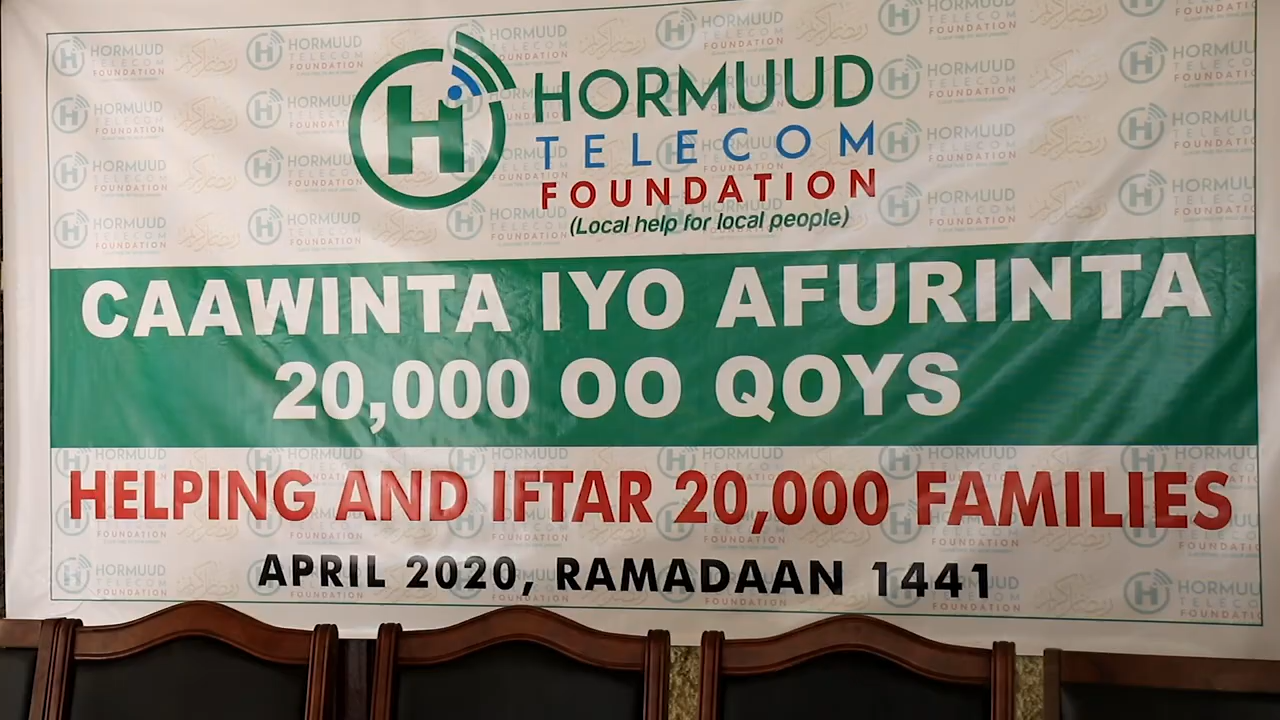 HORMUUD
TELECOM
FOUNDATION
(Local help for local people)
CAAWINTA IYO AFURINTA
20,000 OO QOYS
HELPING AND IFTAR 20,000 FAMILIES
APRIL 2020, RAMADAAN 1441